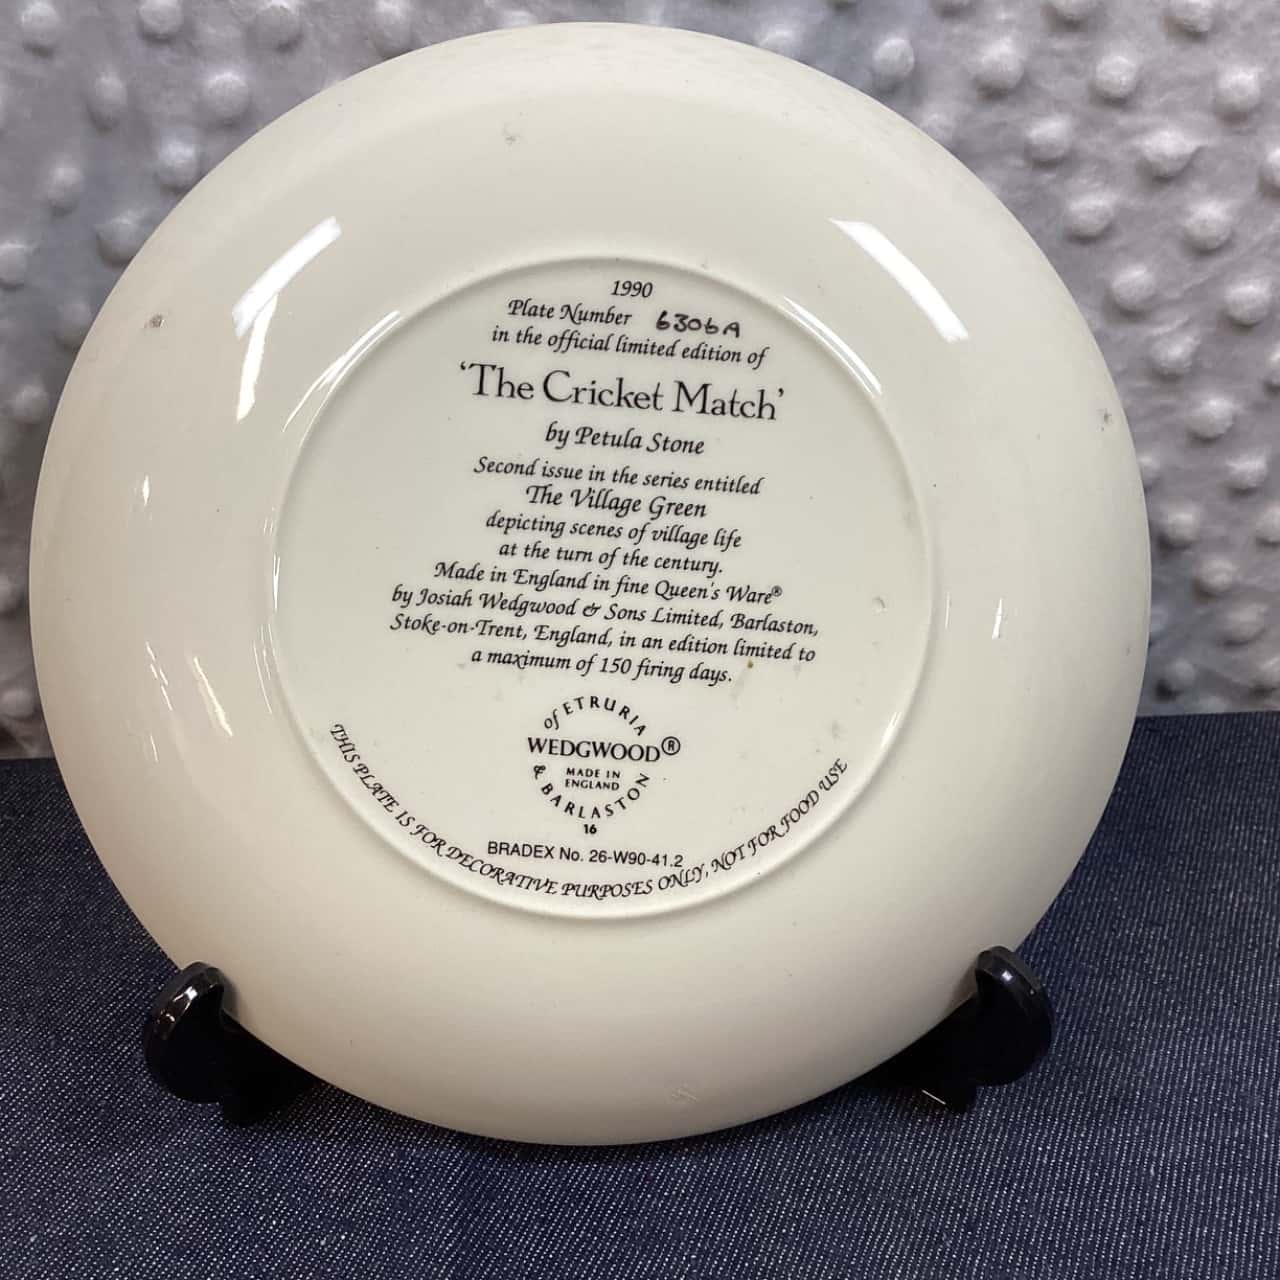 1990
Plate Number 6306A
in the official limited edition of
‘The Cricket Match’
by Petula Stone
Second issue in the series entitled
The Village Green
depicting scenes of village life
at the turn of the century.
Made in England in fine Queen's Ware®
by Josiah Wedgwood & Sons Limited, Barlaston,
Stoke-on-Trent, England, in an edition limited to
a maximum of 150 firing days.
of ETRURIA
WEDGWOOD®
MADE IN
ENGLAND
& BARLASTON
16
BRADEX No. 26-W90-41.2
THIS PLATE IS FOR DECORATIVE PURPOSES ONLY, NOT FOR FOOD USE